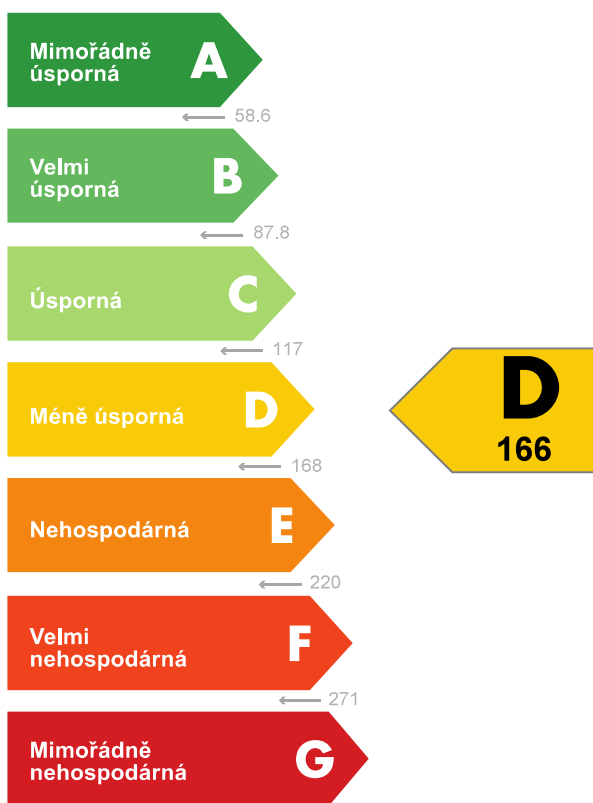 Mimořádně
úsporná
A
58.6
Velmi
úsporná
B
87.8
Úsporná
C
117
Méně úsporná
D
168
D
166
Nehospodárná
E
220
Velmi
nehospodárná
F
271
Mimořádně
nehospodárná
G